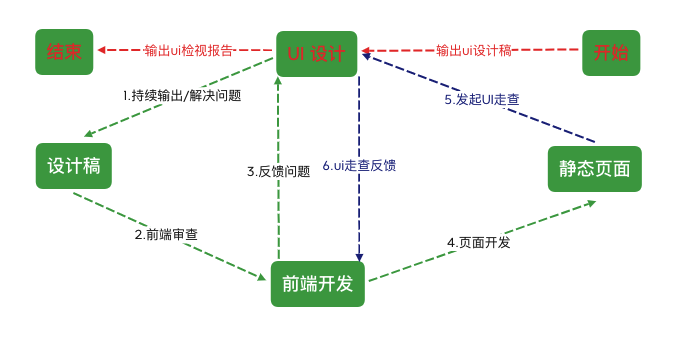 结束
输出ui检视报告
UI 设计
输出ui设计稿
开始
1.持续输出/解决问题
5.发起UI走查
设计稿
3.反馈问题
6.ui走查反馈
静态页面
2.前端审查
4.页面开发
前端开发